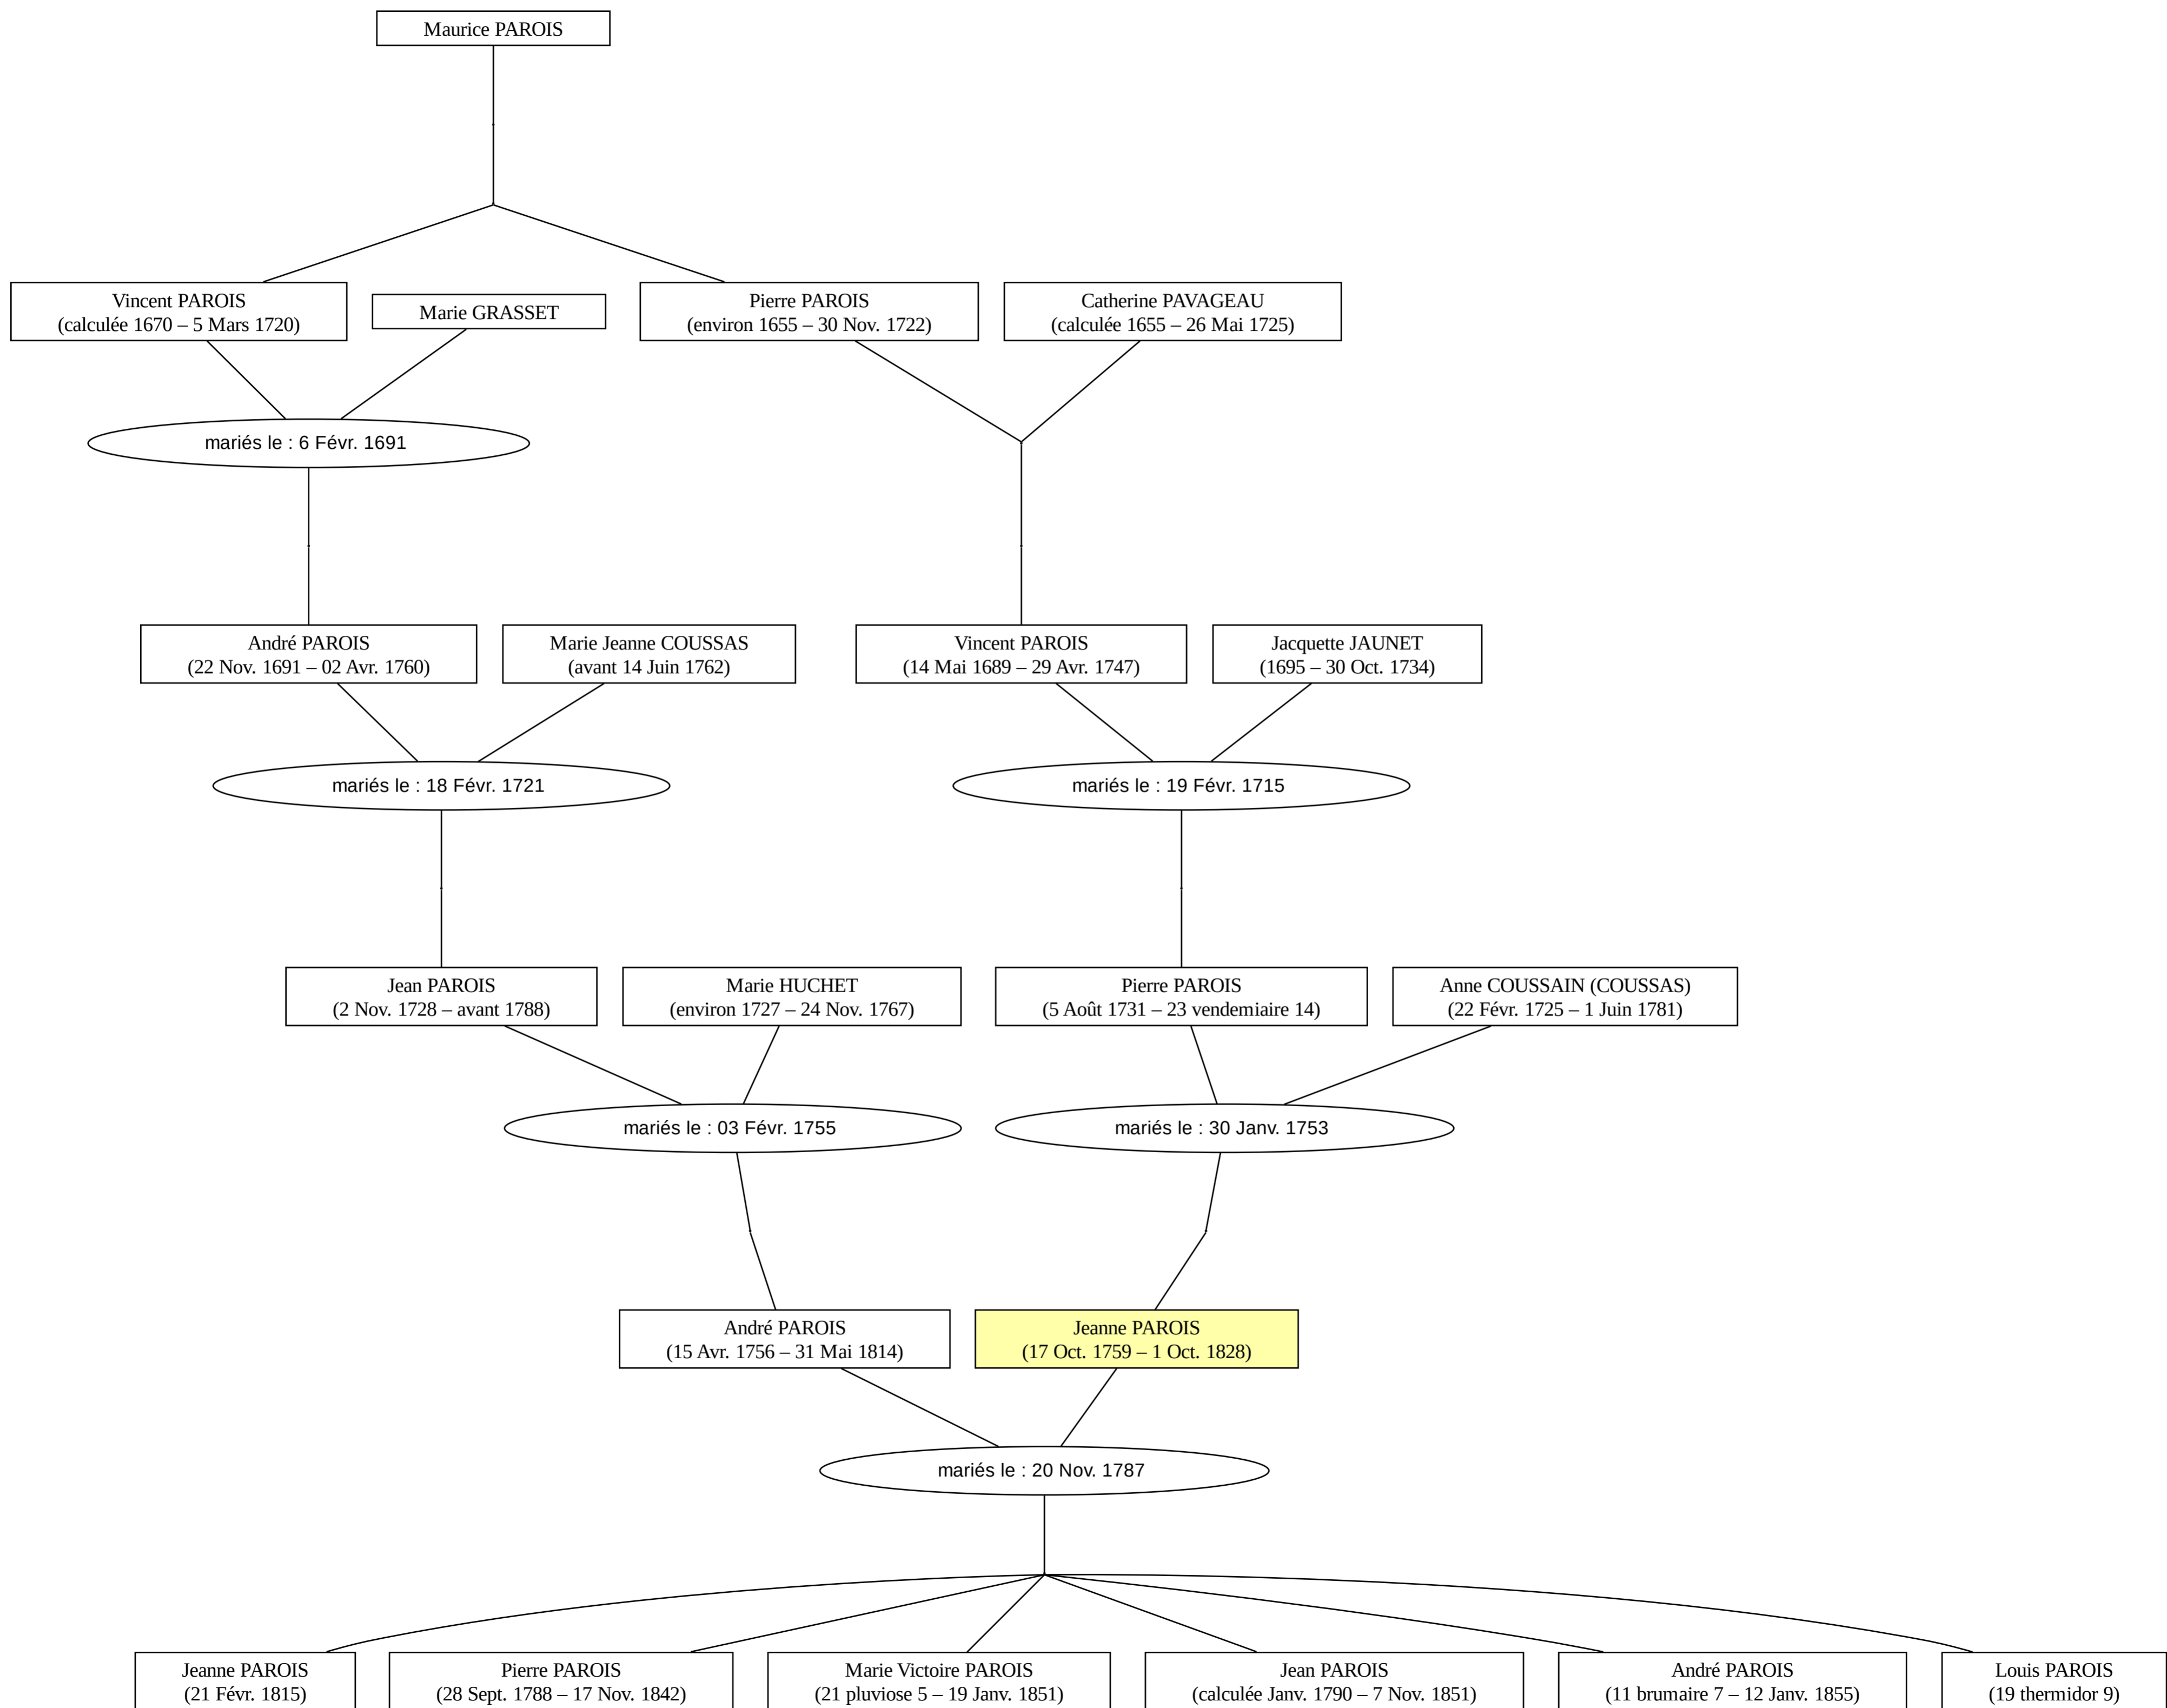 Maurice PAROIS
Vincent PAROIS
(calculée 1670 – 5 Mars 1720)
Marie GRASSET
Pierre PAROIS
(environ 1655 – 30 Nov. 1722)
Catherine PAVAGEAU
(calculée 1655 – 26 Mai 1725)
mariés le : 6 Févr. 1691
André PAROIS
(22 Nov. 1691 – 02 Avr. 1760)
Marie Jeanne COUSSAS
(avant 14 Juin 1762)
Vincent PAROIS
(14 Mai 1689 – 29 Avr. 1747)
Jacquette JAUNET
(1695 – 30 Oct. 1734)
mariés le : 18 Févr. 1721
mariés le : 19 Févr. 1715
Jean PAROIS
(2 Nov. 1728 – avant 1788)
Marie HUCHET
(environ 1727 – 24 Nov. 1767)
Pierre PAROIS
(5 Août 1731 – 23 vendemiaire 14)
Anne COUSSAIN (COUSSAS)
(22 Févr. 1725 – 1 Juin 1781)
mariés le : 03 Févr. 1755
mariés le : 30 Janv. 1753
André PAROIS
(15 Avr. 1756 – 31 Mai 1814)
Jeanne PAROIS
(17 Oct. 1759 – 1 Oct. 1828)
mariés le : 20 Nov. 1787
Jeanne PAROIS
(21 Févr. 1815)
Pierre PAROIS
(28 Sept. 1788 – 17 Nov. 1842)
Marie Victoire PAROIS
(21 pluviose 5 – 19 Janv. 1851)
Jean PAROIS
(calculée Janv. 1790 – 7 Nov. 1851)
André PAROIS
(11 brumaire 7 – 12 Janv. 1855)
Louis PAROIS
(19 thermidor 9)